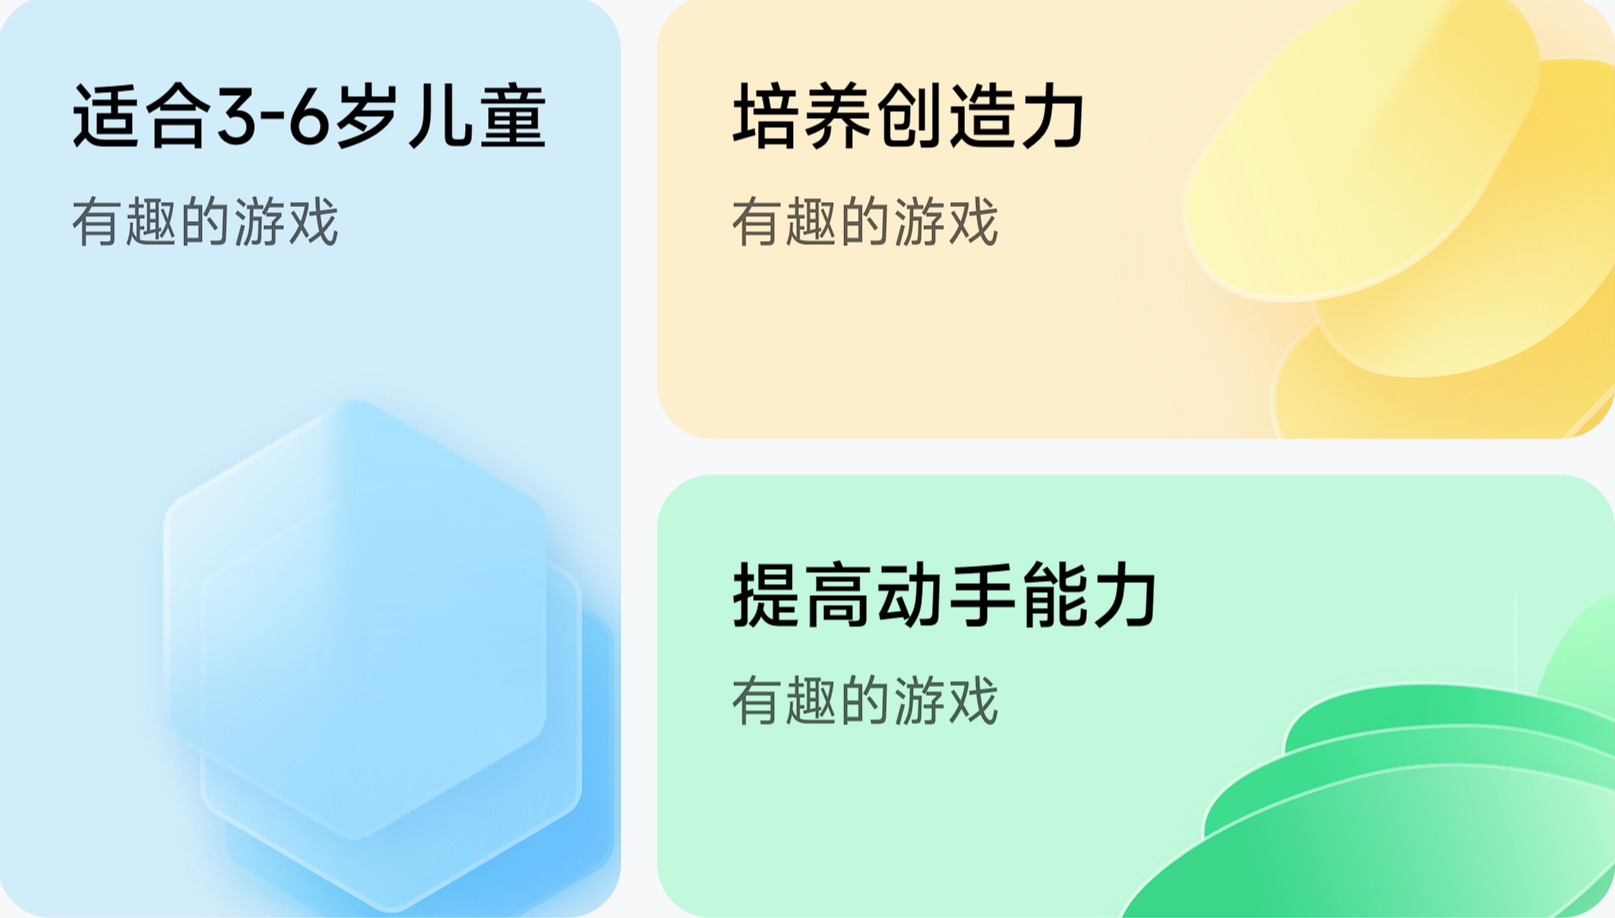 适合3-6岁儿童
有趣的游戏
培养创造力
有趣的游戏
提高动手能力
有趣的游戏